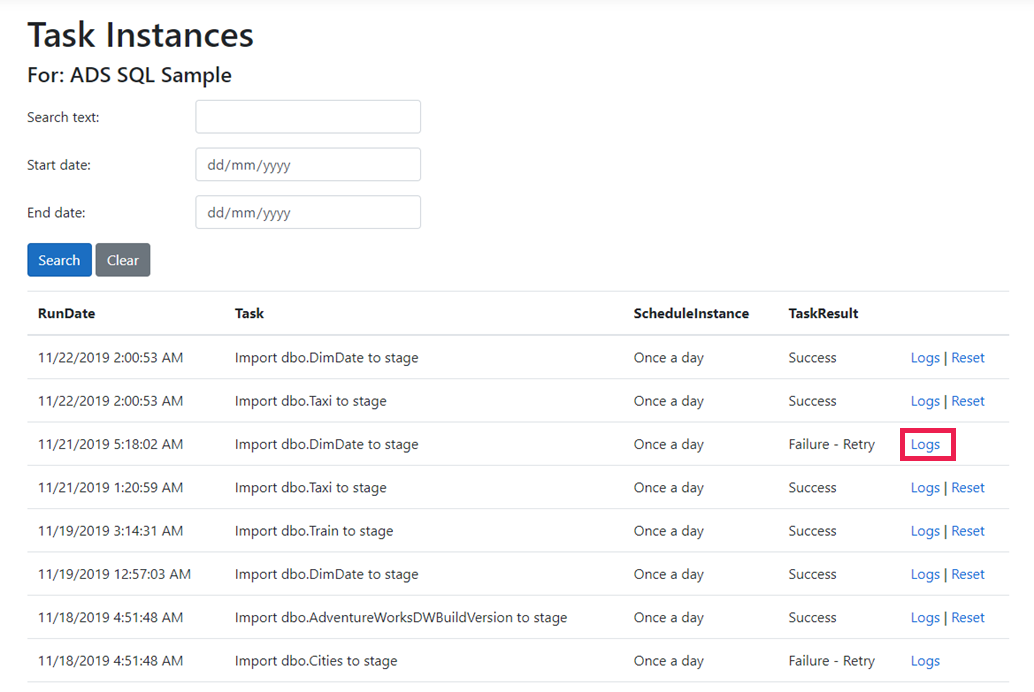 Task Instances
For: ADS SQL Sample
Search text:
Start date: dd/mm/yyyy
End date: dd/mm/yyyy
Search Clear
RunDate Task ScheduleInstance TaskResult
11/22/2019 2:00:53 AM Import dbo.DimDate to stage Once a day Success Logs | Reset
11/22/2019 2:00:53 AM Import dbo.Taxi to stage Once a day Success Logs | Reset
11/21/2019 5:18:02 AM Import dbo.DimDate to stage Once a day Failure - Retry Logs
11/21/2019 1:20:59 AM Import dbo.Taxi to stage Once a day Success Logs | Reset
11/19/2019 3:14:31 AM Import dbo.Train to stage Once a day Success Logs | Reset
11/19/2019 12:57:03 AM Import dbo.DimDate to stage Once a day Success Logs | Reset
11/18/2019 4:51:48 AM Import dbo.AdventureWorksDWBuildVersion to stage Once a day Success Logs | Reset
11/18/2019 4:51:48 AM Import dbo.Cities to stage Once a day Failure - Retry Logs